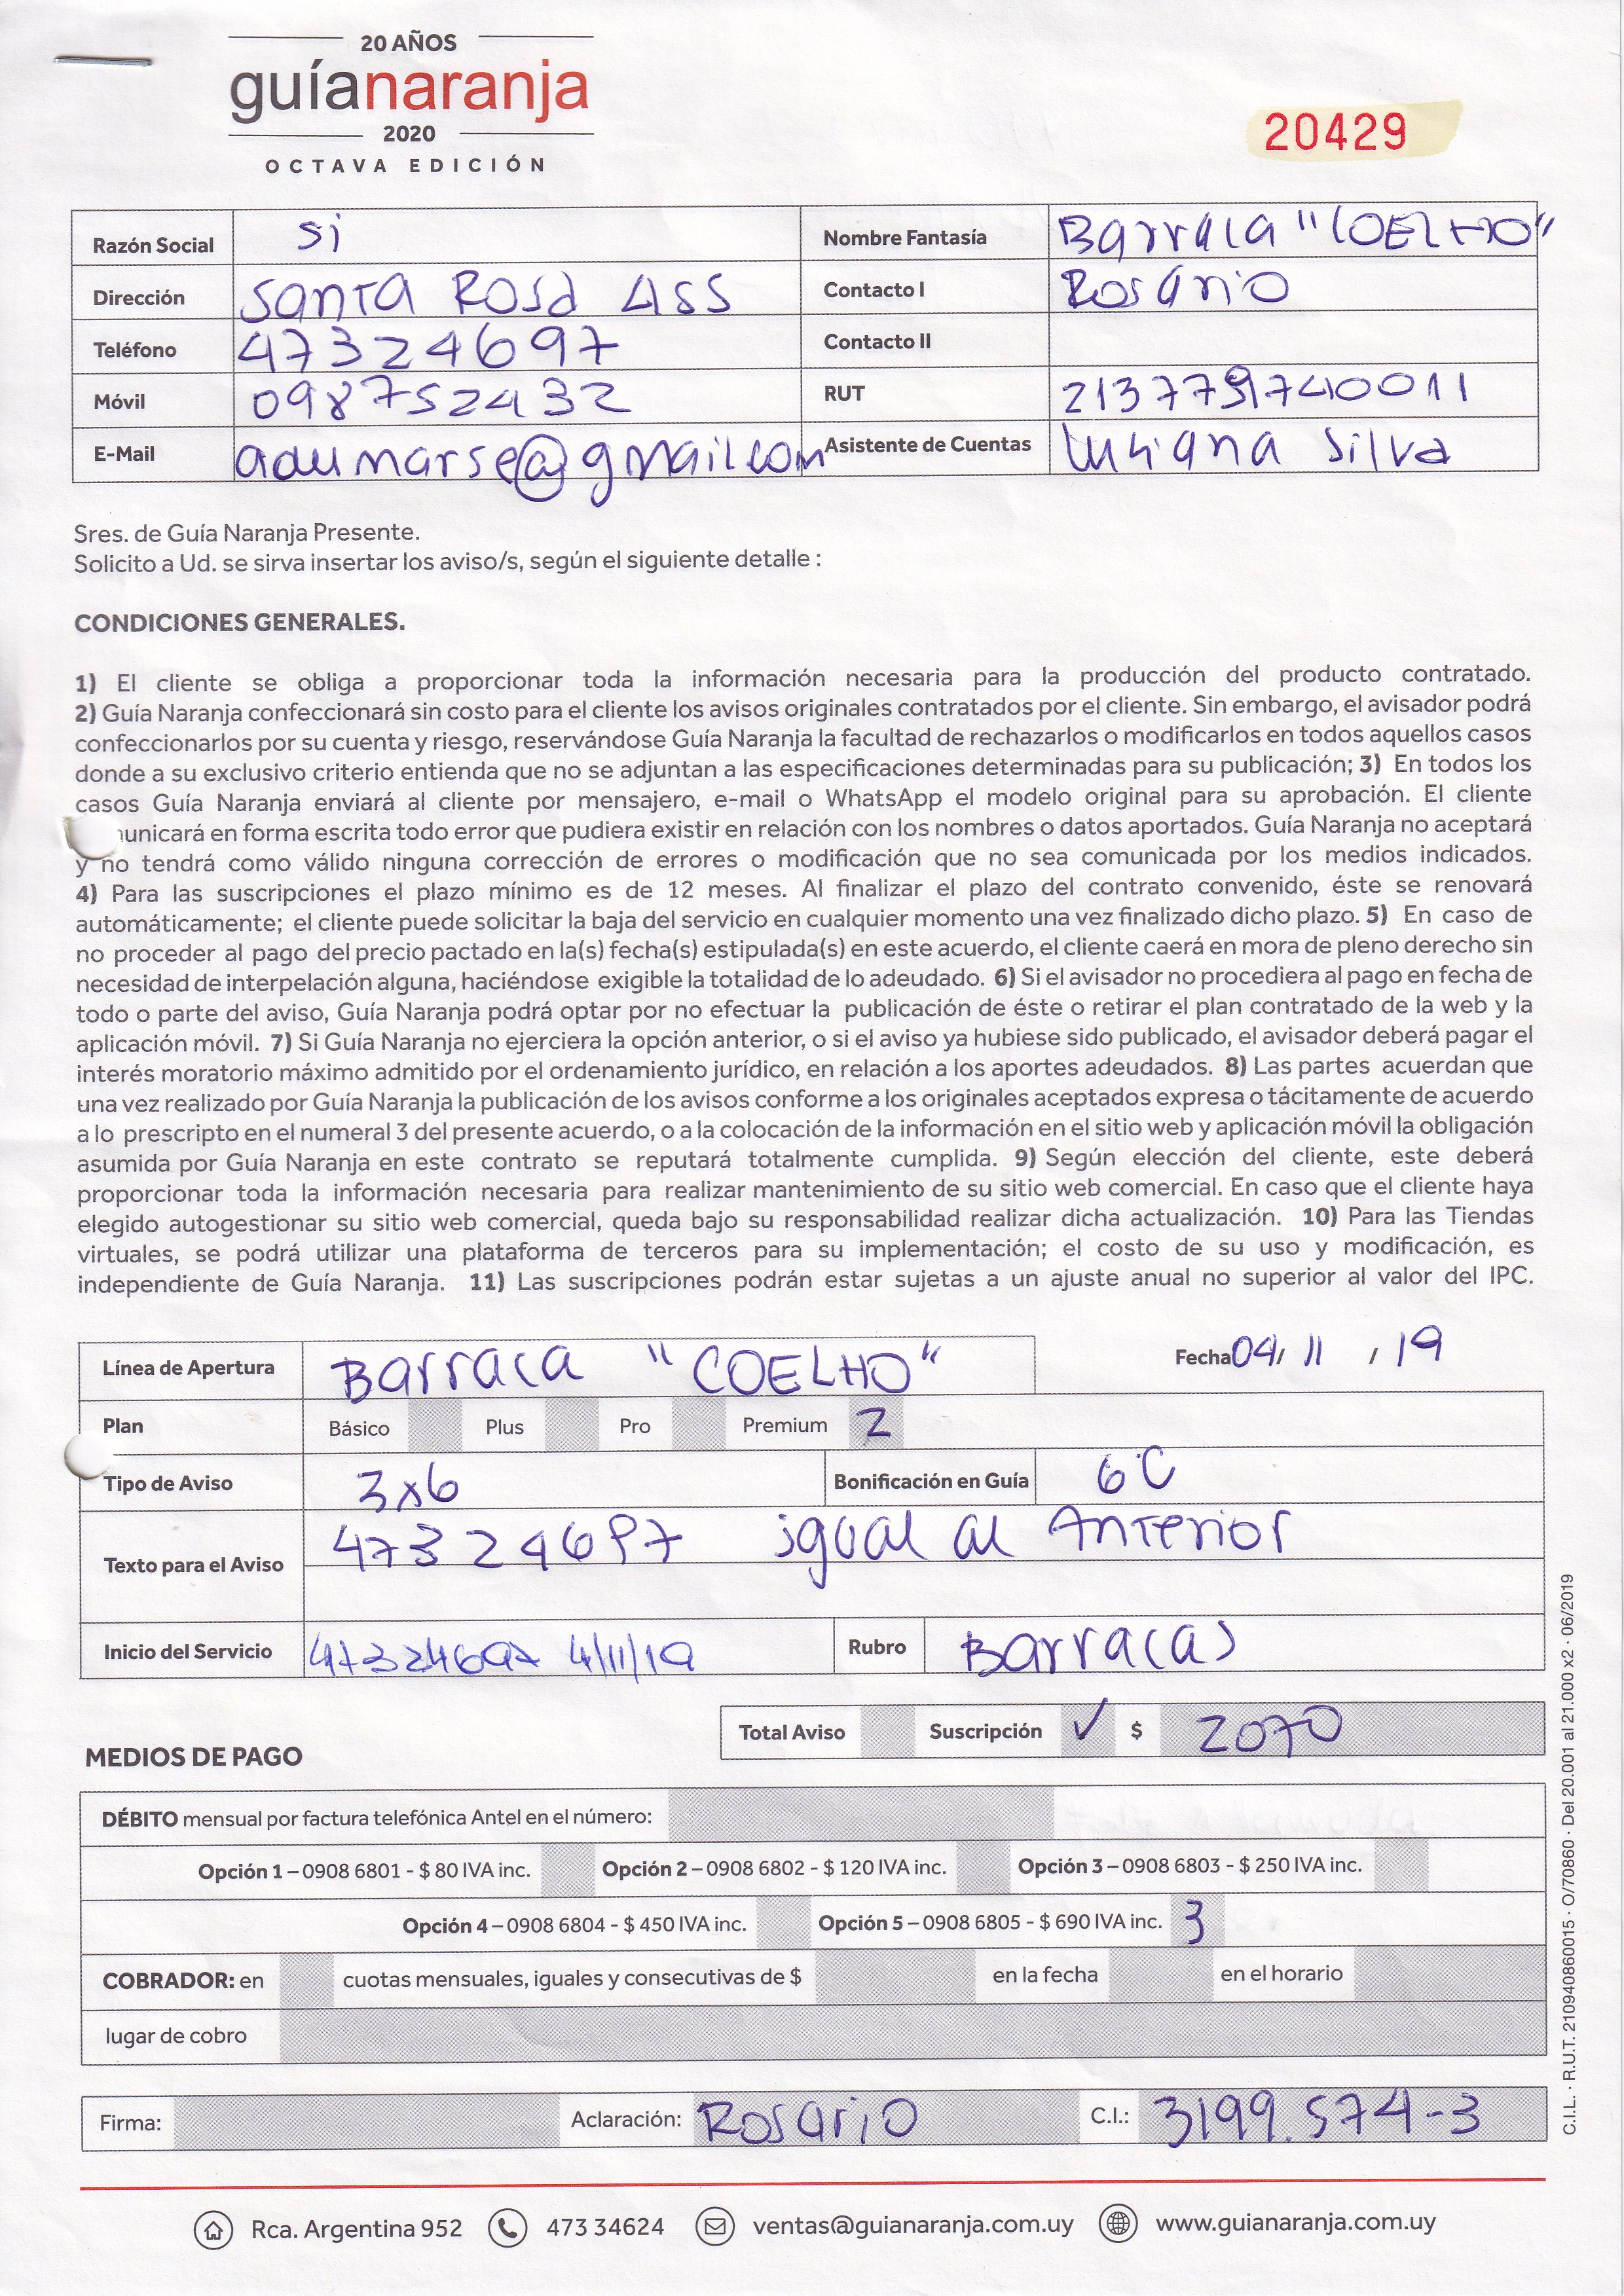 20 AÑOS
guíanaranja
2020
OCTAVA EDICIÓN
20429
Razón Social si Nombre Fantasía Barraca "COELHO"
Dirección Santa Rosa 455 Contacto I Rosario
Teléfono 47324697 Contacto II
Móvil 098752432 RUT 213779740011
E-Mail adumarse@gmail.com Asistente de Cuentas Luciana Silva
Sres. de Guía Naranja Presente.
Solicito a Ud. se sirva insertar los aviso/s, según el siguiente detalle :
CONDICIONES GENERALES.
1) El cliente se obliga a proporcionar toda la información necesaria para la producción del producto contratado.
2) Guía Naranja confeccionará sin costo para el cliente los avisos originales contratados por el cliente. Sin embargo, el avisador podrá
confeccionarlos por su cuenta y riesgo, reservándose Guía Naranja la facultad de rechazarlos o modificarlos en todos aquellos casos
donde a su exclusivo criterio entienda que no se adjuntan a las especificaciones determinadas para su publicación; 3) En todos los
casos Guía Naranja enviará al cliente por mensajero, e-mail o WhatsApp el modelo original para su aprobación. El cliente
unicará en forma escrita todo error que pudiera existir en relación con los nombres o datos aportados. Guía Naranja no aceptará
y no tendrá como válido ninguna corrección de errores o modificación que no sea comunicada por los medios indicados.
4) Para las suscripciones el plazo mínimo es de 12 meses. Al finalizar el plazo del contrato convenido, éste se renovará
automáticamente; el cliente puede solicitar la baja del servicio en cualquier momento una vez finalizado dicho plazo. 5) En caso de
no proceder al pago del precio pactado en la(s) fecha(s) estipulada(s) en este acuerdo, el cliente caerá en mora de pleno derecho sin
necesidad de interpelación alguna, haciéndose exigible la totalidad de lo adeudado. 6) Si el avisador no procediera al pago en fecha de
todo o parte del aviso, Guía Naranja podrá optar por no efectuar la publicación de éste o retirar el plan contratado de la web y la
aplicación móvil. 7) Si Guía Naranja no ejerciera la opción anterior, o si el aviso ya hubiese sido publicado, el avisador deberá pagar el
interés moratorio máximo admitido por el ordenamiento jurídico, en relación a los aportes adeudados. 8) Las partes acuerdan que
una vez realizado por Guía Naranja la publicación de los avisos conforme a los originales aceptados expresa o tácitamente de acuerdo
a lo prescripto en el numeral 3 del presente acuerdo, o a la colocación de la información en el sitio web y aplicación móvil la obligación
asumida por Guía Naranja en este contrato se reputará totalmente cumplida. 9) Según elección del cliente, este deberá
proporcionar toda la información necesaria para realizar mantenimiento de su sitio web comercial. En caso que el cliente haya
elegido autogestionar su sitio web comercial, queda bajo su responsabilidad realizar dicha actualización. 10) Para las Tiendas
virtuales, se podrá utilizar una plataforma de terceros para su implementación; el costo de su uso y modificación, es
independiente de Guía Naranja. 11) Las suscripciones podrán estar sujetas a un ajuste anual no superior al valor del IPC.
Línea de Apertura Barraca "COELHO" Fecha 04/ 11 / 19
Plan Básico Plus Pro Premium 2
Tipo de Aviso 3x6 Bonificación en Guía 6C
Texto para el Aviso 47324697 igual al Anterior
Inicio del Servicio 47324697 4/11/19 Rubro Barracas
Total Aviso Suscripción ✓ $ 2070
MEDIOS DE PAGO
DÉBITO mensual por factura telefónica Antel en el número:
Opción 1 – 0908 6801 - $ 80 IVA inc. Opción 2 – 0908 6802 - $ 120 IVA inc. Opción 3 – 0908 6803 - $ 250 IVA inc.
Opción 4 – 0908 6804 - $ 450 IVA inc. Opción 5 – 0908 6805 - $ 690 IVA inc. 3
COBRADOR: en cuotas mensuales, iguales y consecutivas de $ en la fecha en el horario
lugar de cobro
Firma: Aclaración: Rosario C.I.: 3199.574-3
Rca. Argentina 952 473 34624 ventas@guianaranja.com.uy www.guianaranja.com.uy
C.I.L. · R.U.T. 210940860015 · O/70860 · Del 20.001 al 21.000 x2 · 06/2019